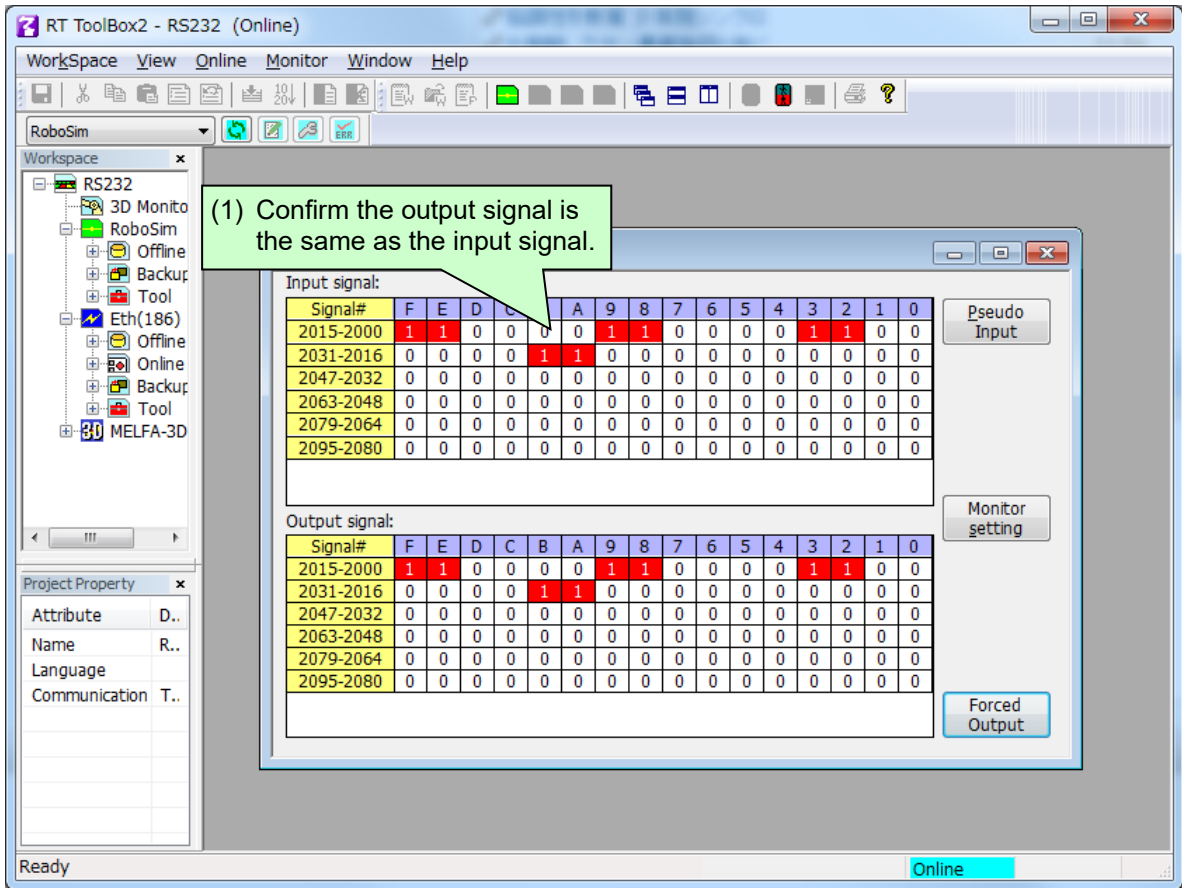 RT ToolBox2 - RS232 (Online)
WorkSpace View Online Monitor Window Help
RoboSim
ERR
Workspace x
RS232
3D Monito
RoboSim
Offline
Backup
Tool
Eth(186)
Offline
Online
Backup
Tool
MELFA-3D
(1) Confirm the output signal is
the same as the input signal.
Input signal:
Signal# F E D C A 9 8 7 6 5 4 3 2 1 0
2015-2000 1 1 0 0 0 0 1 1 0 0 0 0 1 1 0 0
2031-2016 0 0 0 0 1 1 0 0 0 0 0 0 0 0 0 0
2047-2032 0 0 0 0 0 0 0 0 0 0 0 0 0 0 0 0
2063-2048 0 0 0 0 0 0 0 0 0 0 0 0 0 0 0 0
2079-2064 0 0 0 0 0 0 0 0 0 0 0 0 0 0 0 0
2095-2080 0 0 0 0 0 0 0 0 0 0 0 0 0 0 0 0
Pseudo
Input
Monitor
setting
Output signal:
Signal# F E D C B A 9 8 7 6 5 4 3 2 1 0
2015-2000 1 1 0 0 0 0 1 1 0 0 0 0 1 1 0 0
2031-2016 0 0 0 0 1 1 0 0 0 0 0 0 0 0 0 0
2047-2032 0 0 0 0 0 0 0 0 0 0 0 0 0 0 0 0
2063-2048 0 0 0 0 0 0 0 0 0 0 0 0 0 0 0 0
2079-2064 0 0 0 0 0 0 0 0 0 0 0 0 0 0 0 0
2095-2080 0 0 0 0 0 0 0 0 0 0 0 0 0 0 0 0
Forced
Output
Project Property x
Attribute D..
Name R..
Language
Communication T..
Ready
Online